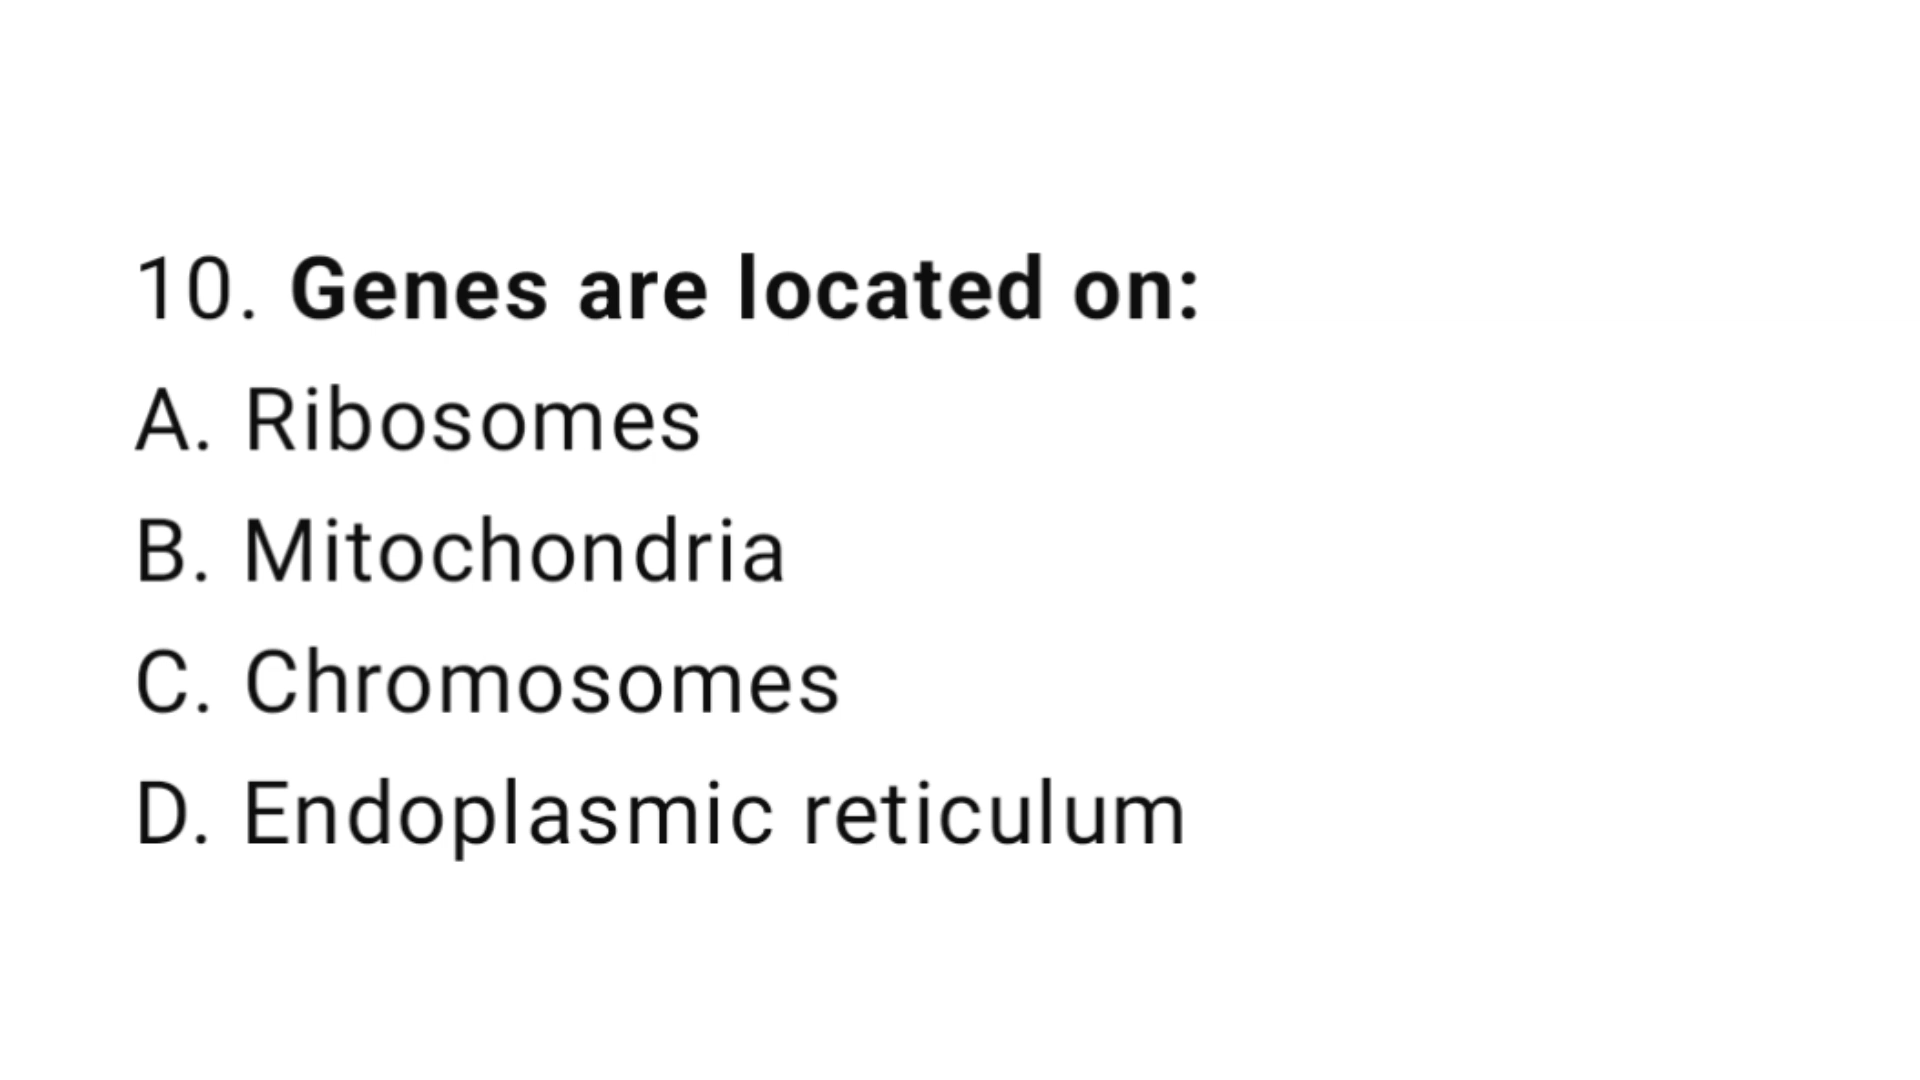 10. Genes are located on:
A. Ribosomes
B. Mitochondria
C. Chromosomes
D. Endoplasmic reticulum